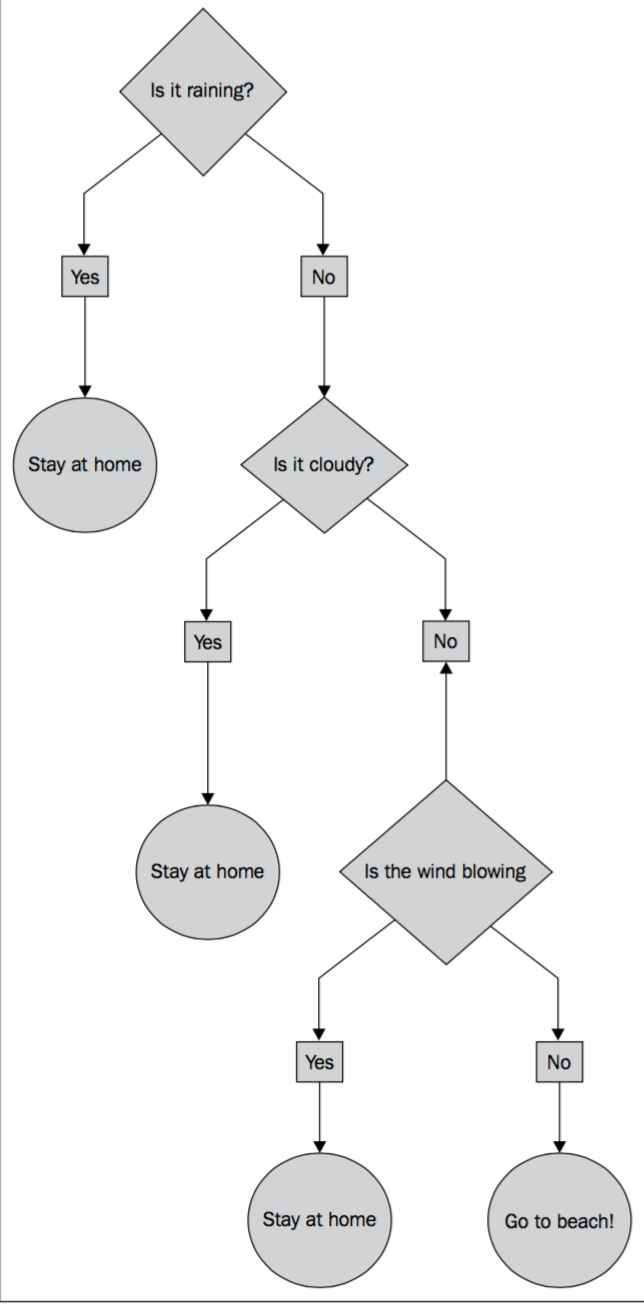 Is it raining?
Yes
No
Stay at home
Is it cloudy?
Yes
No
Stay at home
Is the wind blowing
Yes
No
Stay at home
Go to beach!